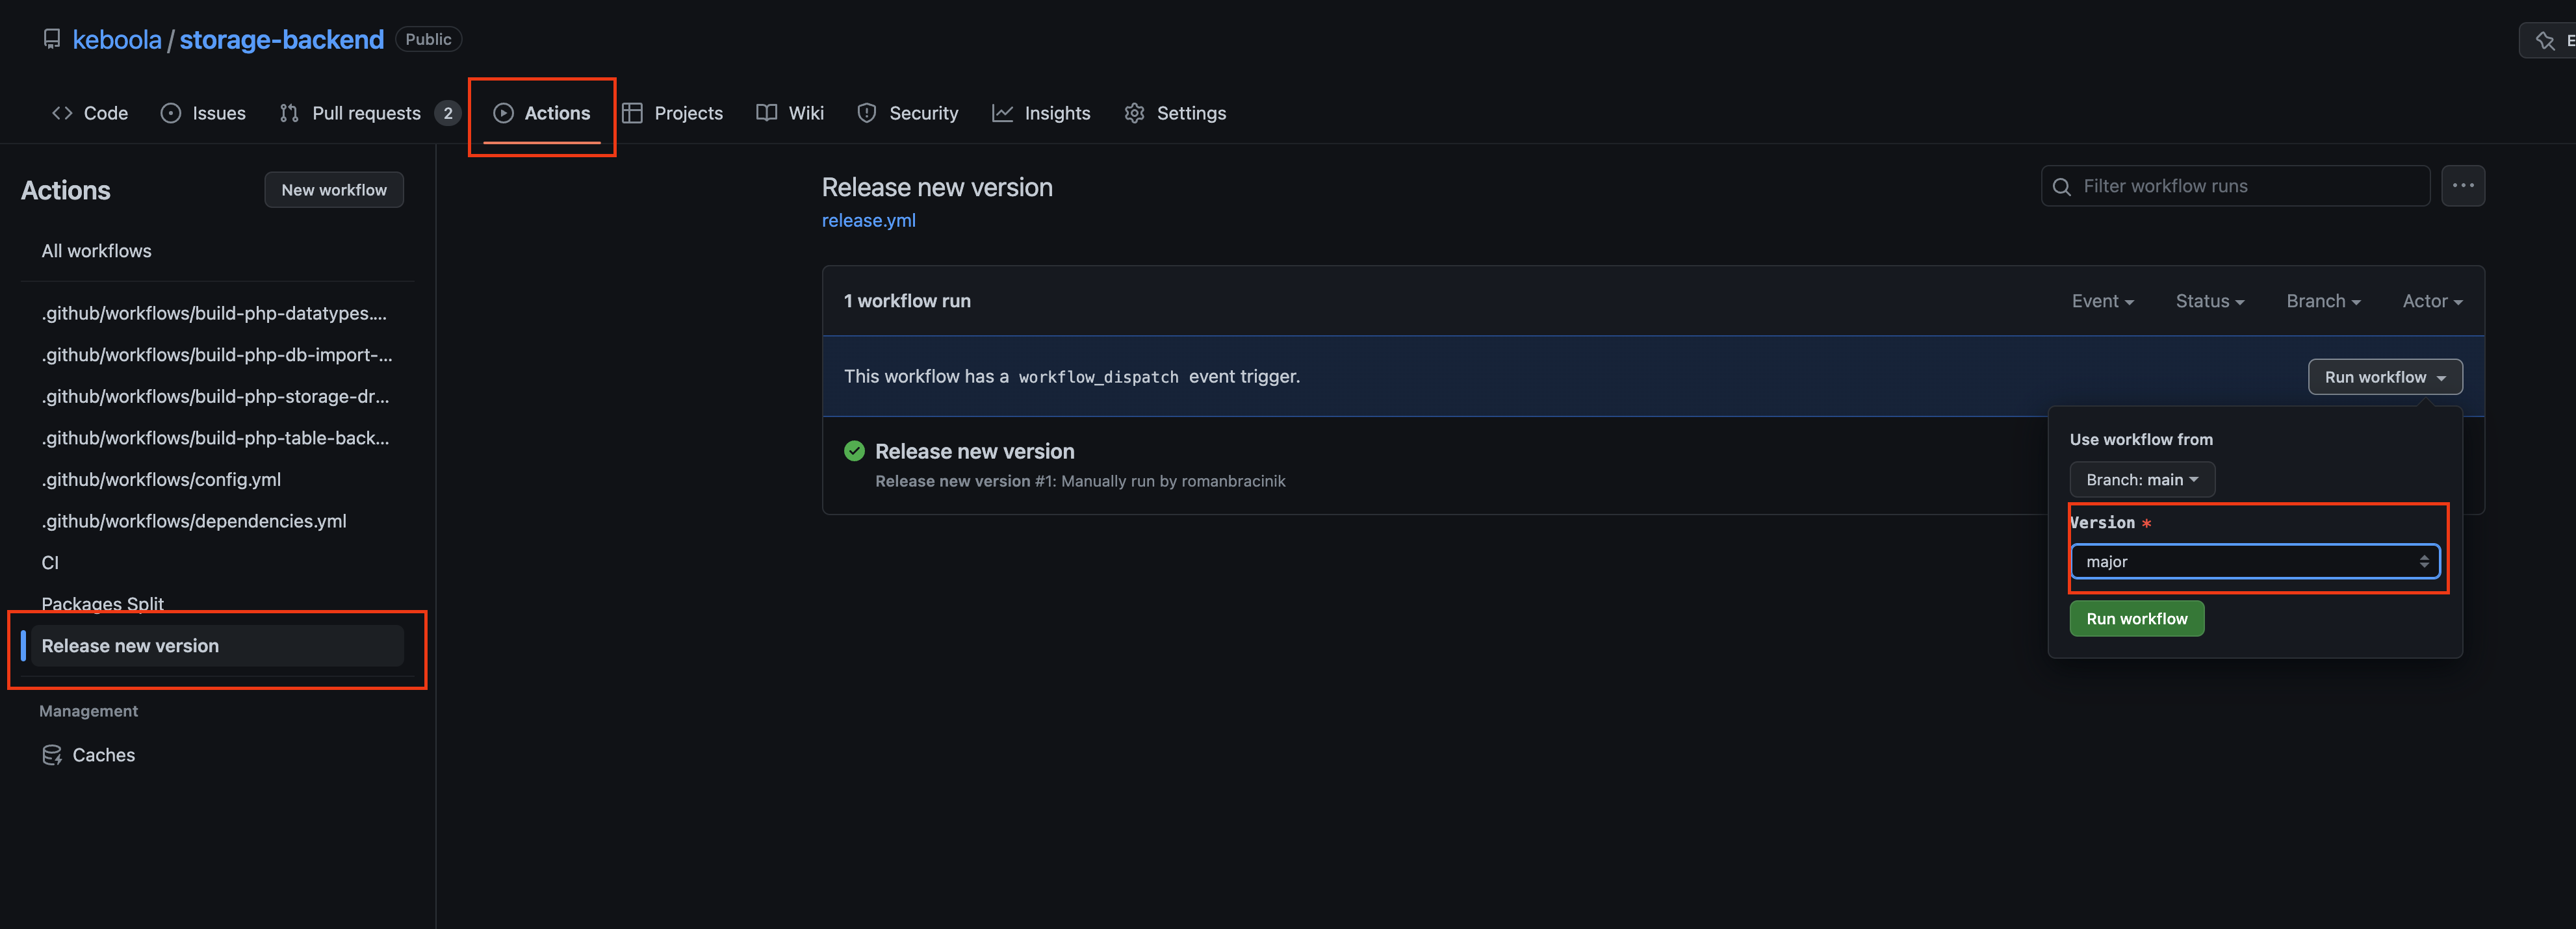 keboola / storage-backend Public
E
Code Issues Pull requests 2 Actions Projects Wiki Security Insights Settings
Actions
New workflow
All workflows
.github/workflows/build-php-datatypes....
.github/workflows/build-php-db-import-...
.github/workflows/build-php-storage-dr...
.github/workflows/build-php-table-back...
.github/workflows/config.yml
.github/workflows/dependencies.yml
CI
Packages Split
Release new version
Management
Caches
Release new version
release.yml
Filter workflow runs
1 workflow run
Event Status Branch Actor
This workflow has a workflow_dispatch event trigger.
Run workflow
Release new version
Release new version #1: Manually run by romanbracinik
Use workflow from
Branch: main
Version *
major
Run workflow